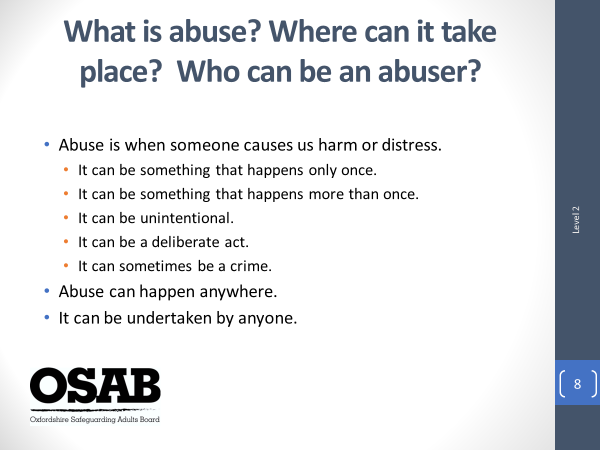 What is abuse? Where can it take
place?  Who can be an abuser?
• Abuse is when someone causes us harm or distress.
• It can be something that happens only once.
• It can be something that happens more than once.
• It can be unintentional.
• It can be a deliberate act.
• It can sometimes be a crime.
• Abuse can happen anywhere.
• It can be undertaken by anyone.
Level 2
8
OSAB
Oxfordshire Safeguarding Adults Board